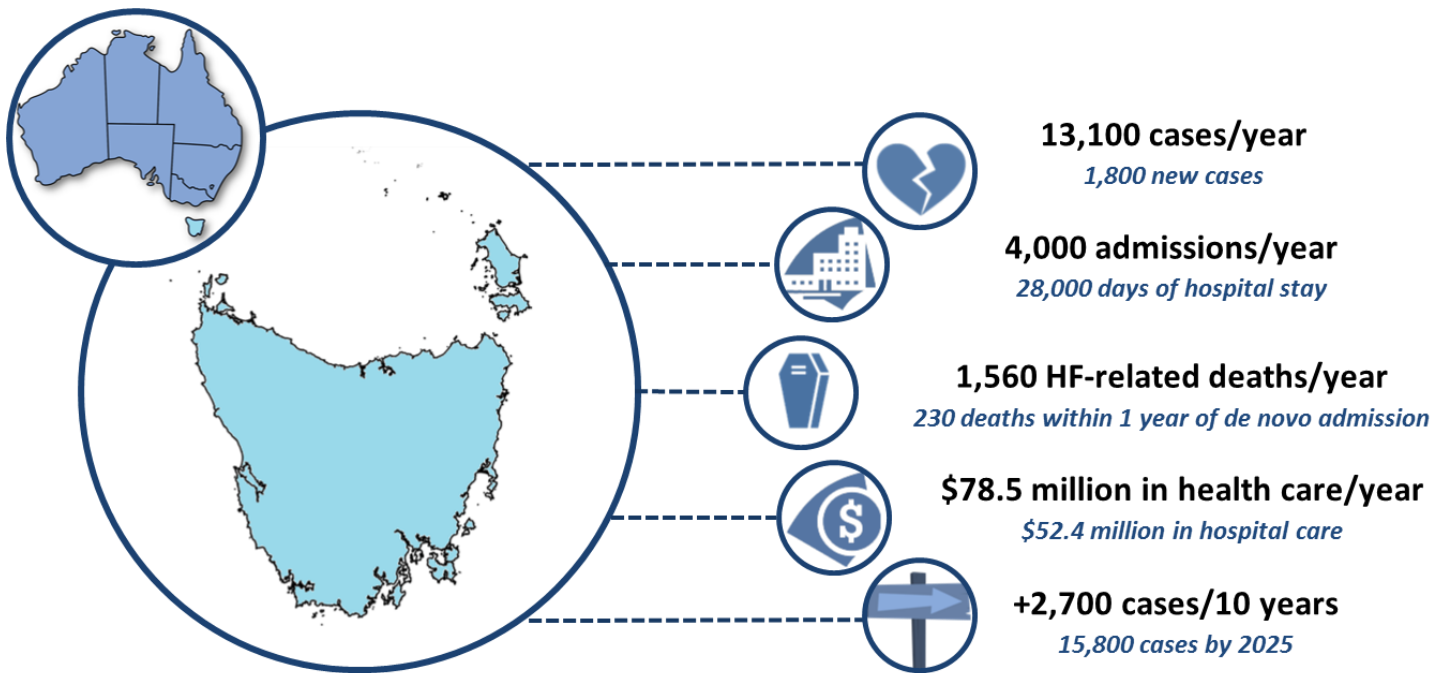 13,100 cases/year
1,800 new cases
4,000 admissions/year
28,000 days of hospital stay
1,560 HF-related deaths/year
230 deaths within 1 year of de novo admission
$
$78.5 million in health care/year
$52.4 million in hospital care
+2,700 cases/10 years
15,800 cases by 2025